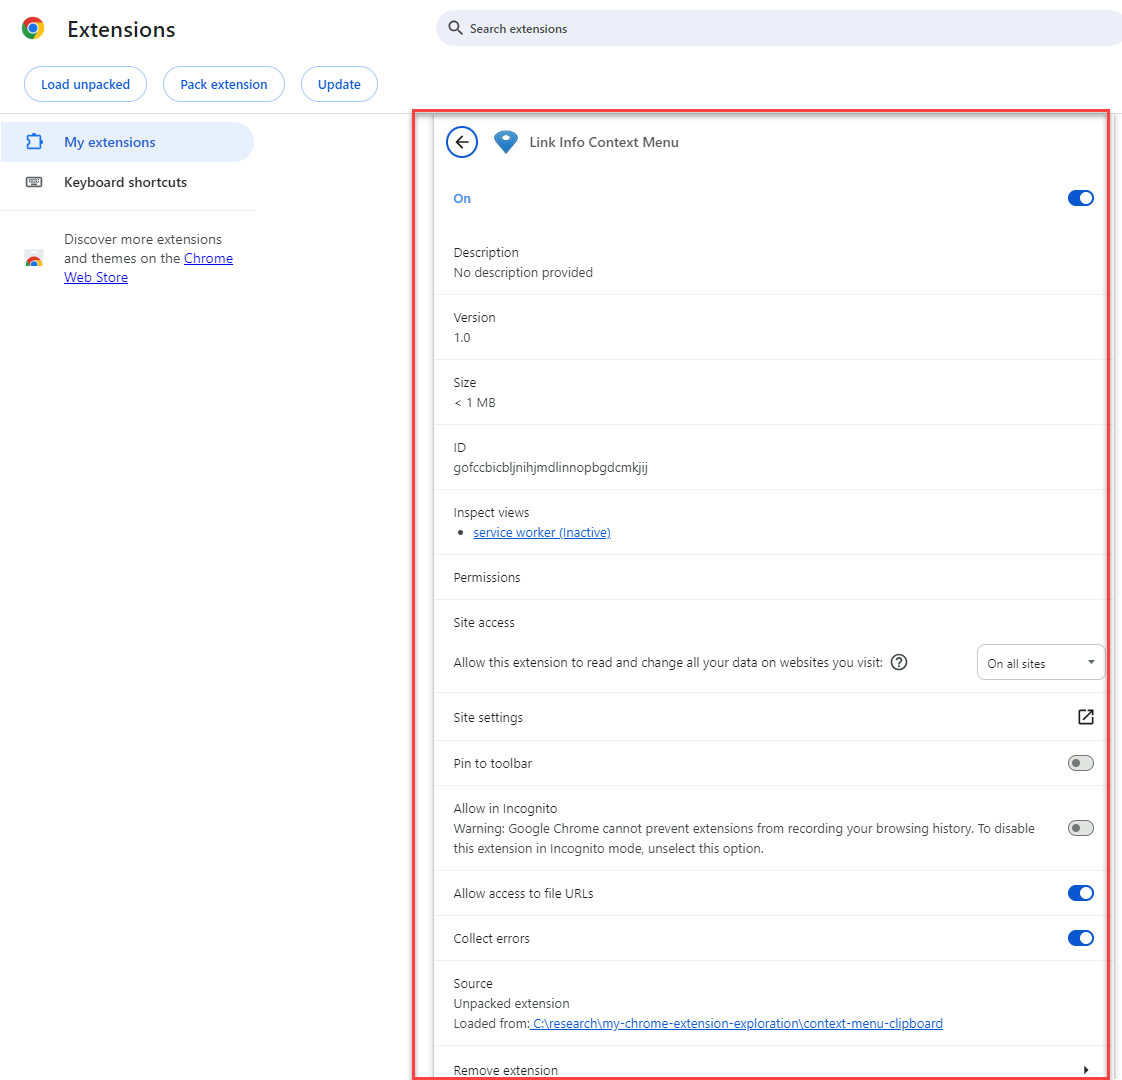 Extensions
Search extensions
Load unpacked
Pack extension
Update
My extensions
Keyboard shortcuts
Discover more extensions
and themes on the Chrome
Web Store
Link Info Context Menu
On
Description
No description provided
Version
1.0
Size
< 1 MB
ID
gofccbicbljnihjmdlinnopbgdcmkjij
Inspect views
service worker (Inactive)
Permissions
Site access
Allow this extension to read and change all your data on websites you visit:
On all sites
Site settings
Pin to toolbar
Allow in Incognito
Warning: Google Chrome cannot prevent extensions from recording your browsing history. To disable
this extension in Incognito mode, unselect this option.
Allow access to file URLs
Collect errors
Source
Unpacked extension
Loaded from: C:\research\my-chrome-extension-exploration\context-menu-clipboard
Remove extension